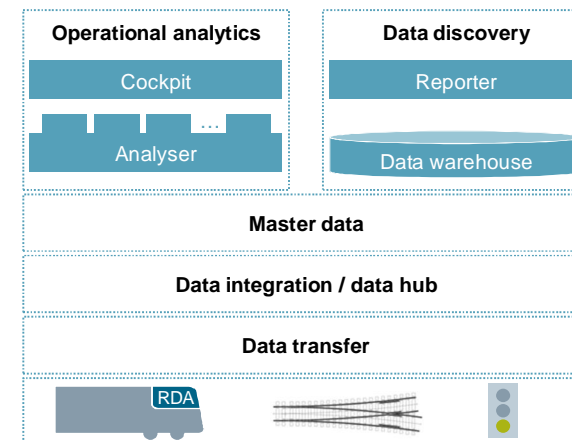 Operational analytics
Cockpit
...
Analyser
Data discovery
Reporter
Data warehouse
Master data
Data integration / data hub
Data transfer
RDA